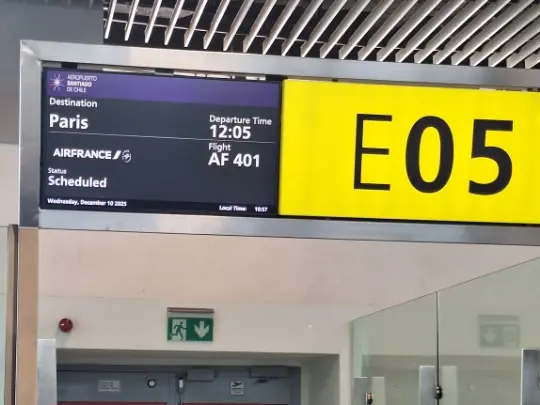 AEROPUERTO
SANTIAGO
DE CHILE
Destination
Paris
Departure Time
12:05
AIRFRANCE
Flight
AF 401
Status
Scheduled
Wednesday, December 10 2025
Local Time: 10:57
E05